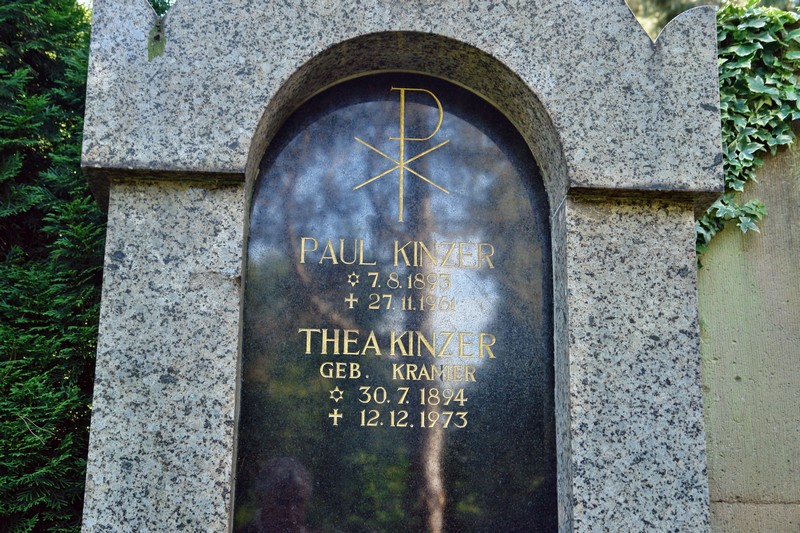 PAUL KINZER
✡ 7. 8. 1893
✝ 27. 11. 1961
THEA KINZER
GEB. KRAMER
✡ 30. 7. 1894
✝ 12. 12. 1973